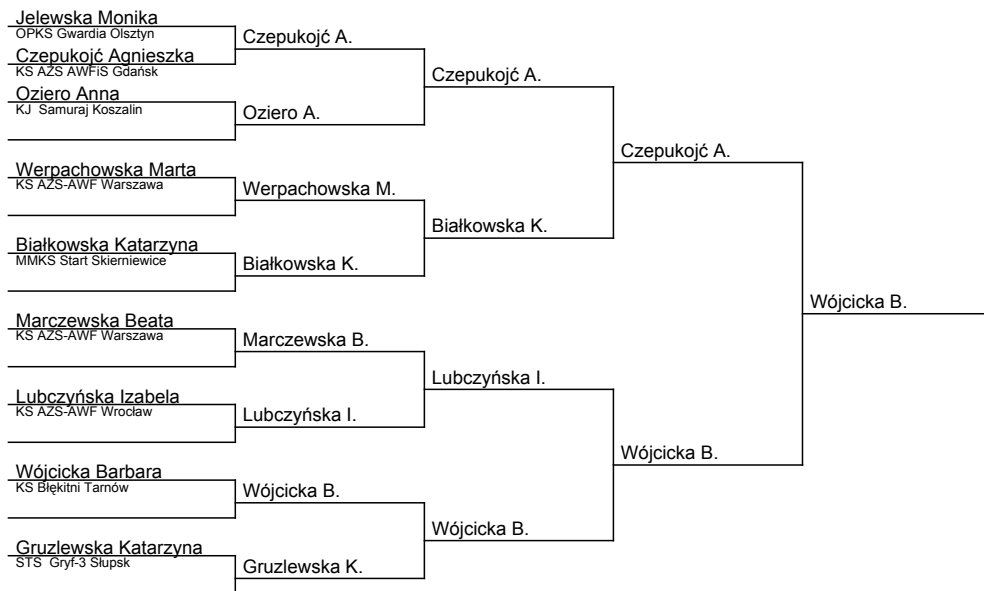 Jelewska Monika
OPKS Gwardia Olsztyn
Czepukojć Agnieszka
KS AZS AWFiS Gdańsk
Oziero Anna
KJ  Samuraj Koszalin
Werpachowska Marta
KS AZS-AWF Warszawa
Białkowska Katarzyna
MMKS Start Skierniewice
Marczewska Beata
KS AZS-AWF Warszawa
Lubczyńska Izabela
KS AZS-AWF Wrocław
Wójcicka Barbara
KS Błękitni Tarnów
Gruzlewska Katarzyna
STS  Gryf-3 Słupsk
Czepukojć A.
Oziero A.
Werpachowska M.
Białkowska K.
Marczewska B.
Lubczyńska I.
Wójcicka B.
Gruzlewska K.
Czepukojć A.
Białkowska K.
Lubczyńska I.
Wójcicka B.
Czepukojć A.
Wójcicka B.
Wójcicka B.